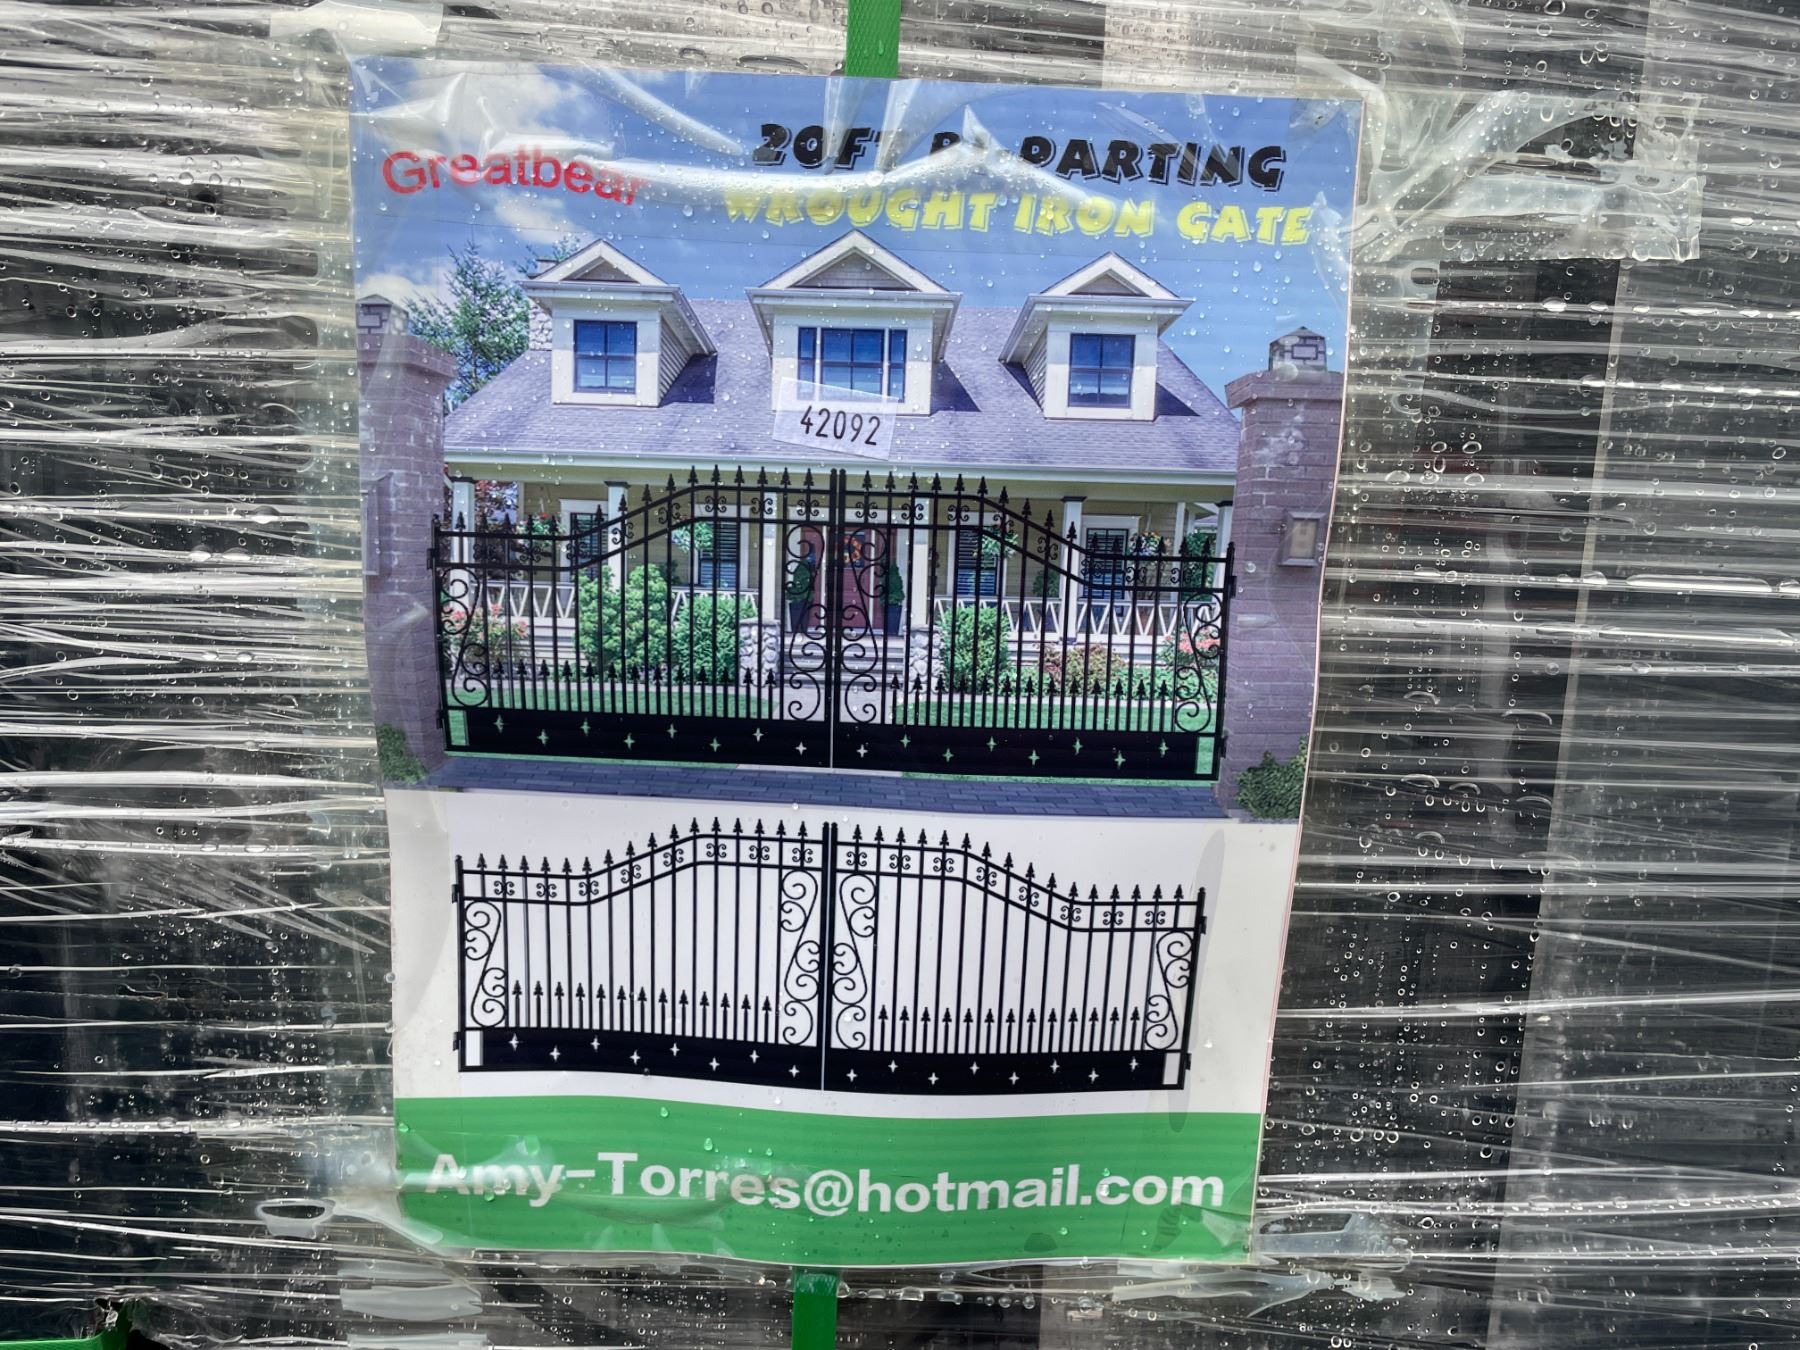 Greatbear
20FT BI PARTING
WROUGHT IRON GATE
42092
Amy-Torres@hotmail.com